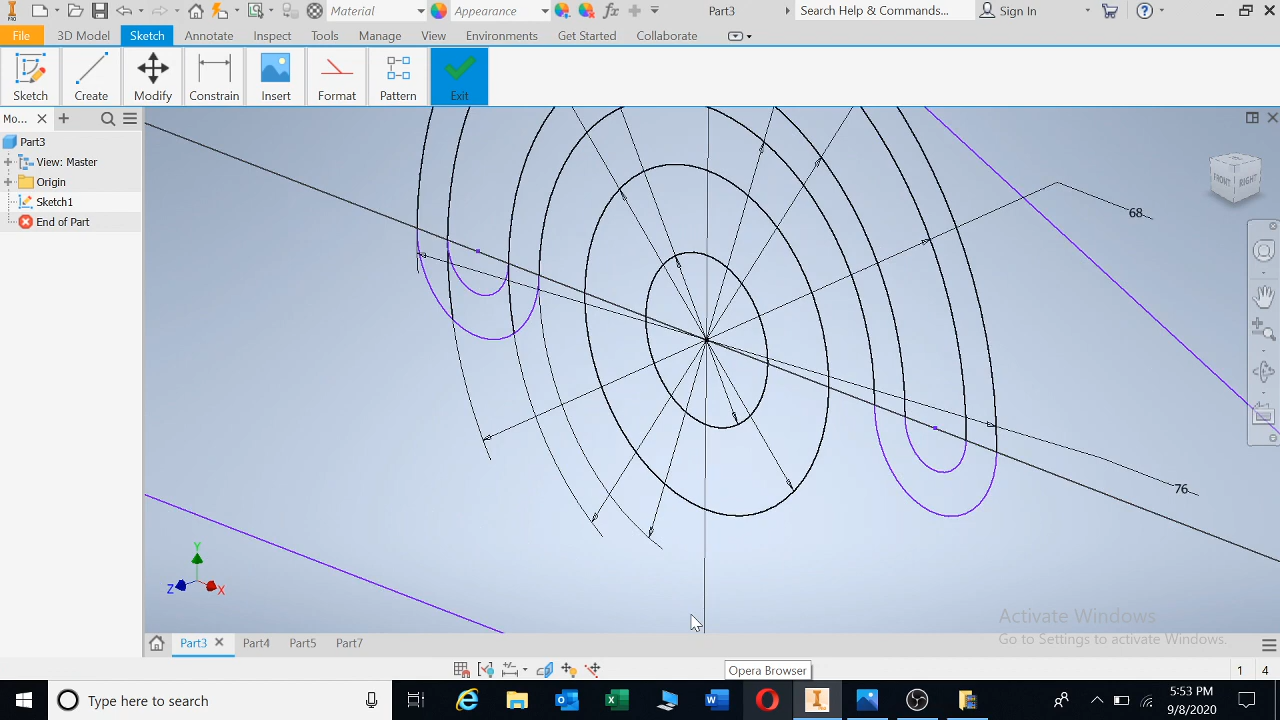 PRO
Material
Appearance
Part3
Search Help & Commands...
Sign In
File
3D Model
Sketch
Annotate
Inspect
Tools
Manage
View
Environments
Get Started
Collaborate
Sketch
Create
Modify
Constrain
Insert
Format
Pattern
Exit
Mo...
Part3
View: Master
Origin
Sketch1
End of Part
FRONT
RIGHT
68
76
Y
Z
X
Activate Windows
Go to Settings to activate Windows.
Part3
Part4
Part5
Part7
Opera Browser
1
4
Type here to search
5:53 PM
9/8/2020